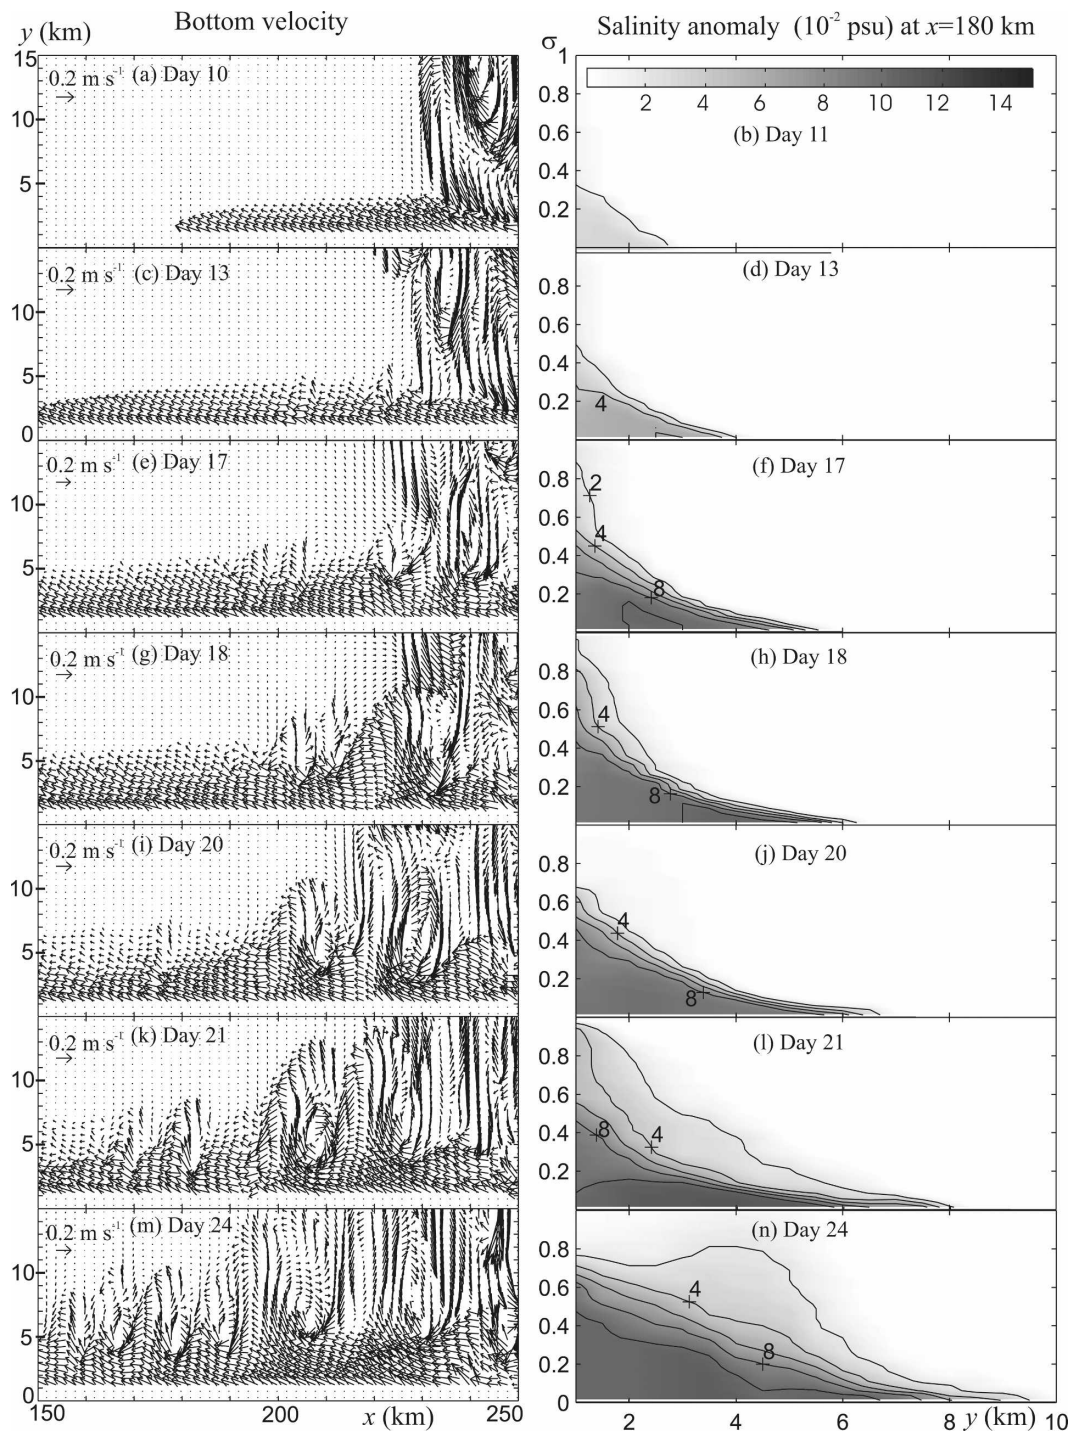 Bottom velocity
Salinity anomaly (10⁻² psu) at x=180 km
y (km)
σ
15
0.2 m s⁻¹
(a) Day 10
10
5
1
0.8
0.6
0.4
0.2
2 4 6 8 10 12 14
(b) Day 11
0.2 m s⁻¹
(c) Day 13
10
5
0
0.8
0.6
0.4
0.2
(d) Day 13
4
0.2 m s⁻¹
(e) Day 17
10
5
0.8
0.6
0.4
0.2
(f) Day 17
2
4
8
0.2 m s⁻¹
(g) Day 18
10
5
0.8
0.6
0.4
0.2
(h) Day 18
4
8
0.2 m s⁻¹
(i) Day 20
10
5
0.8
0.6
0.4
0.2
(j) Day 20
4
8
0.2 m s⁻¹
(k) Day 21
10
5
0.8
0.6
0.4
0.2
(l) Day 21
8
4
0.2 m s⁻¹
(m) Day 24
10
5
0
0.8
0.6
0.4
0.2
0
(n) Day 24
4
8
150 200 x (km) 250
2 4 6 8 y (km) 10